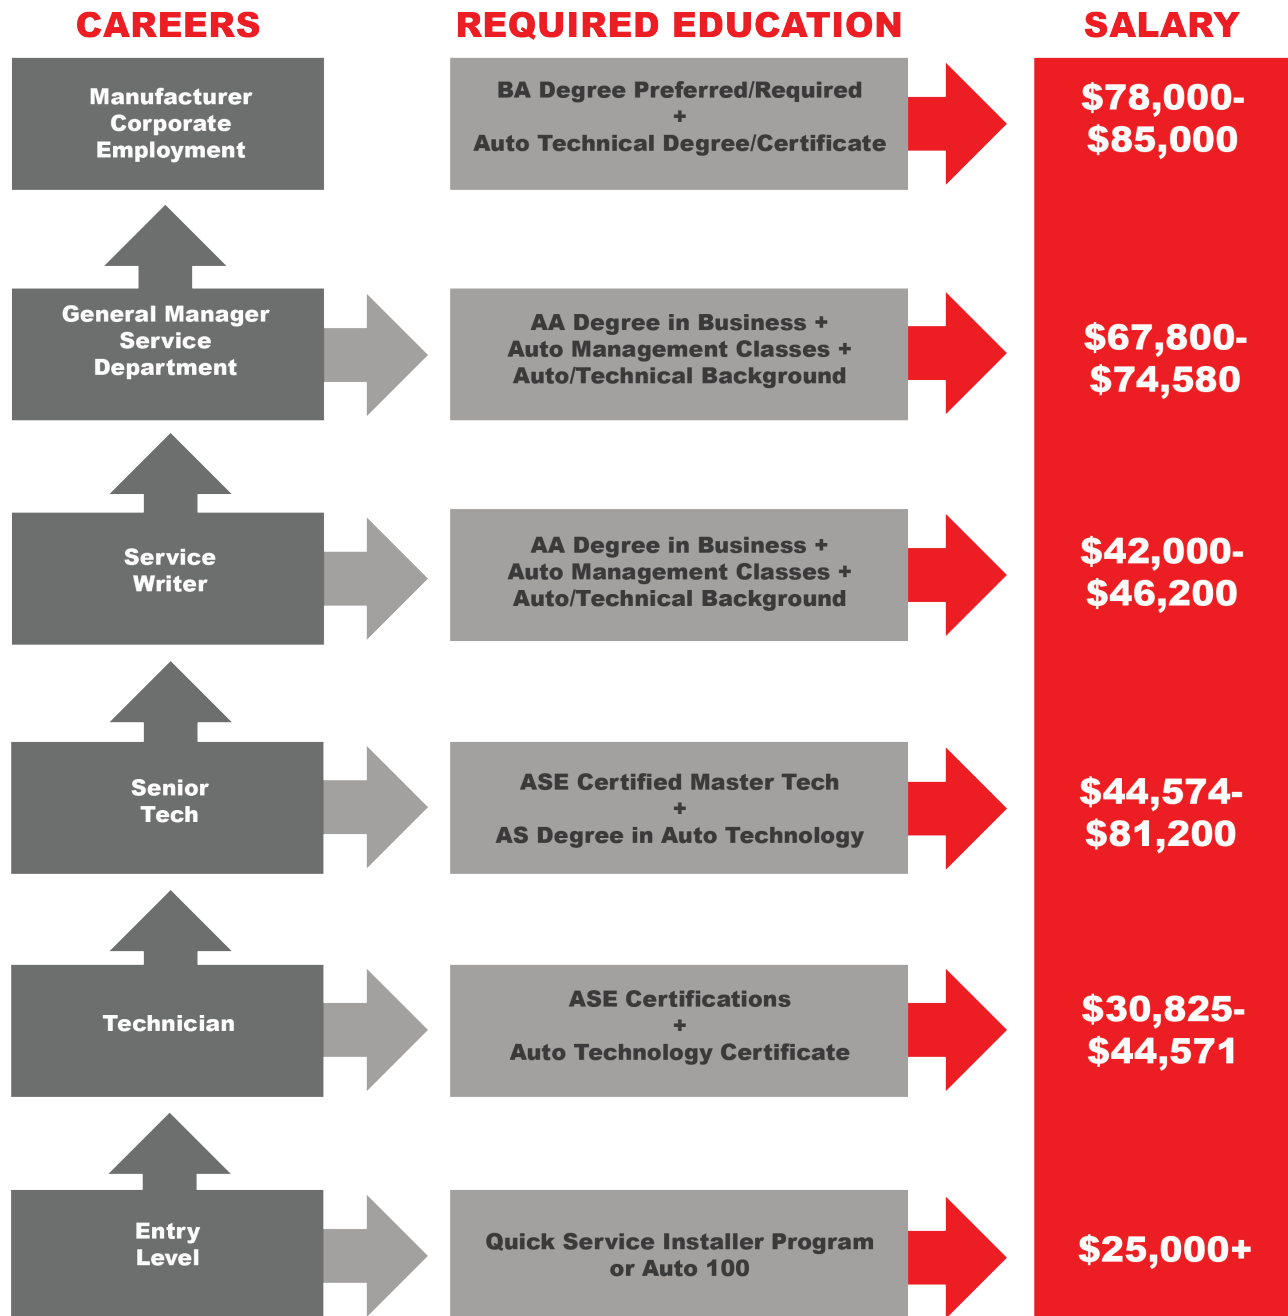 CAREERS
REQUIRED EDUCATION
SALARY
Manufacturer
Corporate
Employment
BA Degree Preferred/Required
+
Auto Technical Degree/Certificate
$78,000-
$85,000
General Manager
Service
Department
AA Degree in Business +
Auto Management Classes +
Auto/Technical Background
$67,800-
$74,580
Service
Writer
AA Degree in Business +
Auto Management Classes +
Auto/Technical Background
$42,000-
$46,200
Senior
Tech
ASE Certified Master Tech
+
AS Degree in Auto Technology
$44,574-
$81,200
Technician
ASE Certifications
+
Auto Technology Certificate
$30,825-
$44,571
Entry
Level
Quick Service Installer Program
or Auto 100
$25,000+